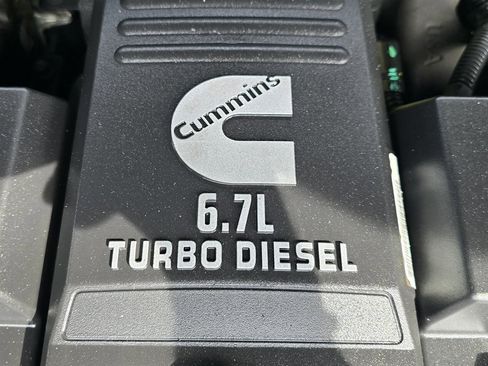 Cummins
6.7L
TURBO DIESEL